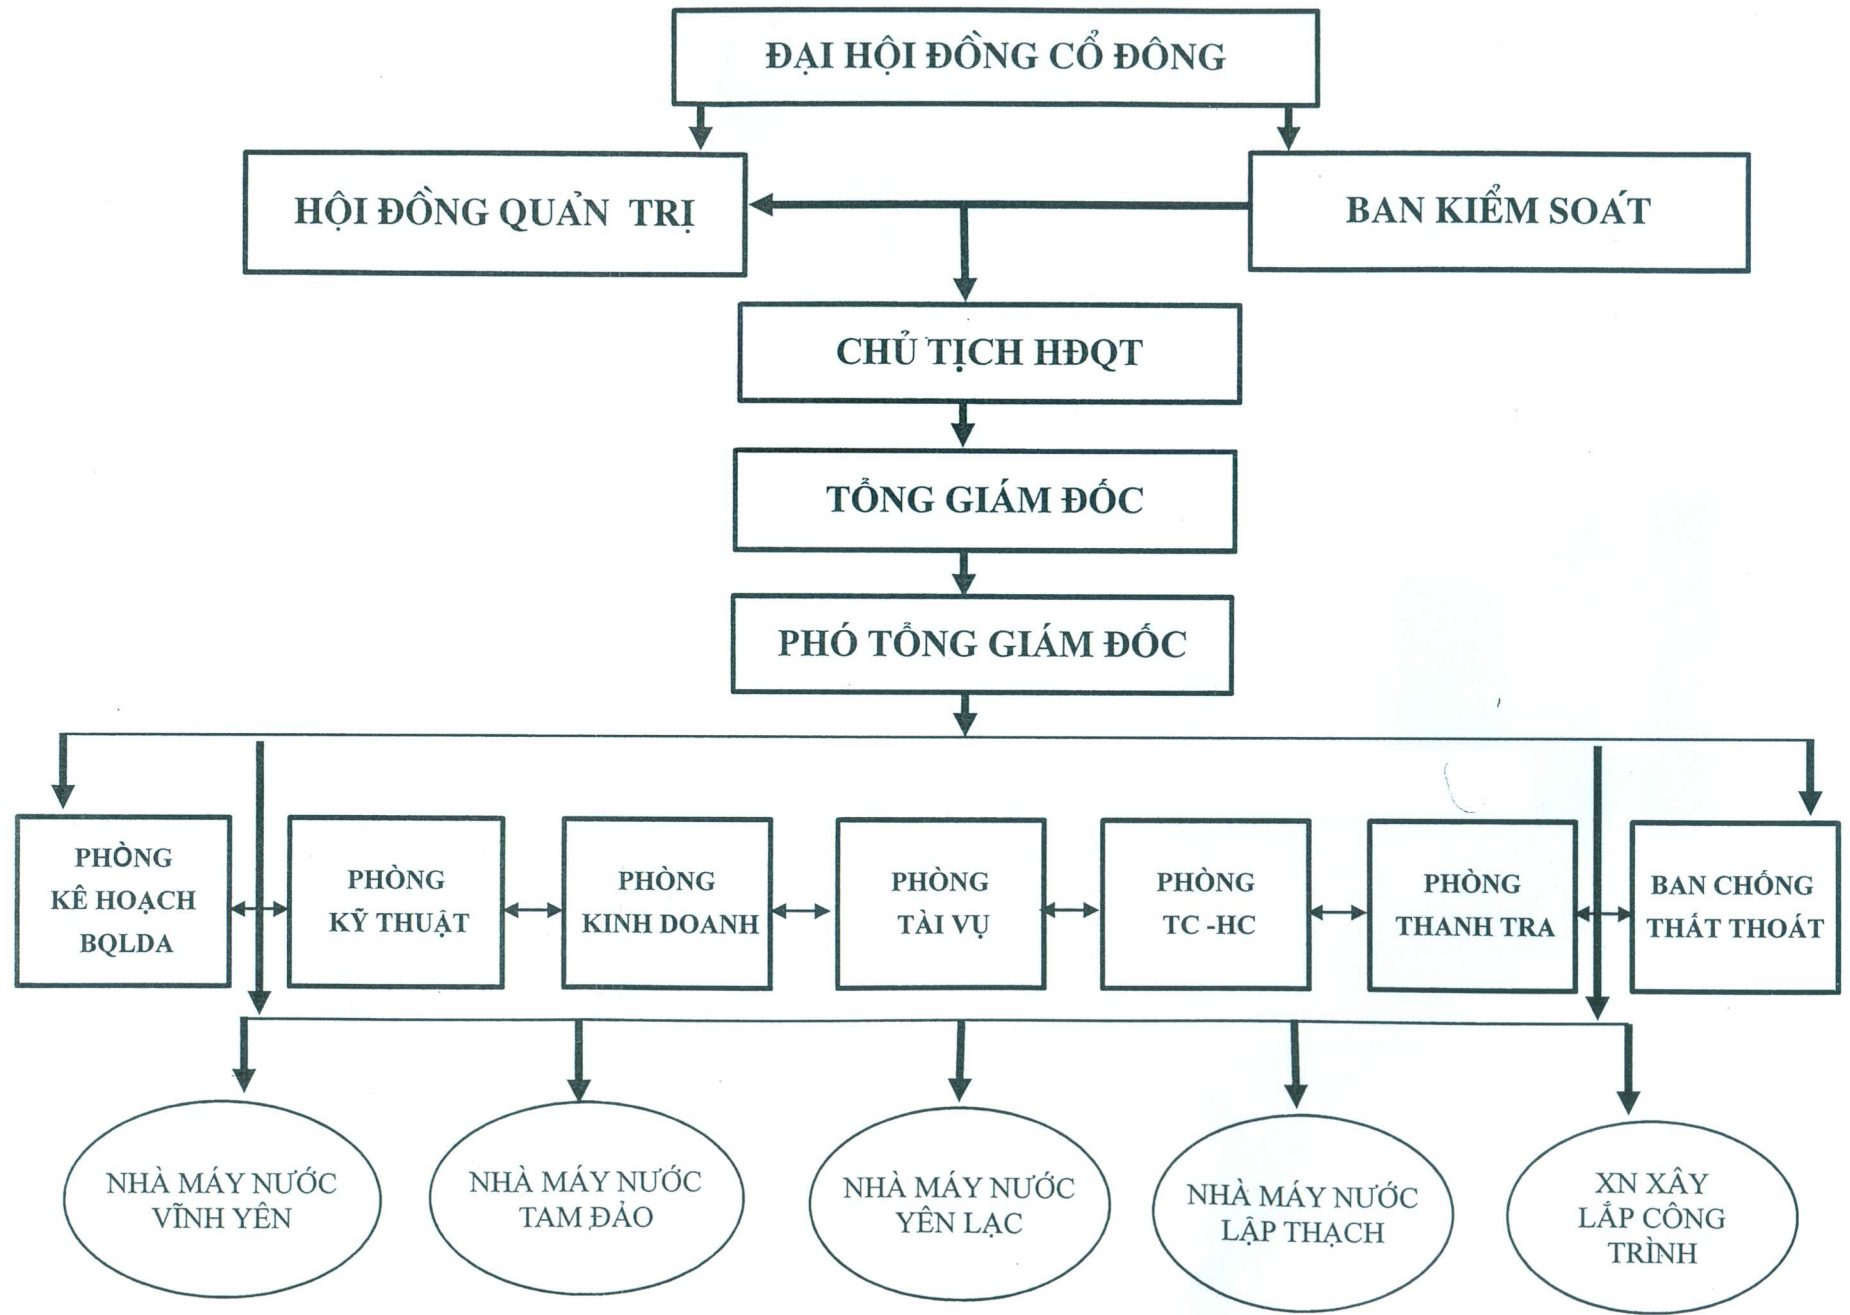 ĐẠI HỘI ĐỒNG CỔ ĐÔNG
HỘI ĐỒNG QUẢN TRỊ
BAN KIỂM SOÁT
CHỦ TỊCH HĐQT
TỔNG GIÁM ĐỐC
PHÓ TỔNG GIÁM ĐỐC
PHÒNG
KÊ HOẠCH
BQLDA
PHÒNG
KỸ THUẬT
PHÒNG
KINH DOANH
PHÒNG
TÀI VỤ
PHÒNG
TC -HC
PHÒNG
THANH TRA
BAN CHỐNG
THẤT THOÁT
NHÀ MÁY NƯỚC
VĨNH YÊN
NHÀ MÁY NƯỚC
TAM ĐẢO
NHÀ MÁY NƯỚC
YÊN LẠC
NHÀ MÁY NƯỚC
LẬP THẠCH
XN XÂY
LẮP CÔNG
TRÌNH